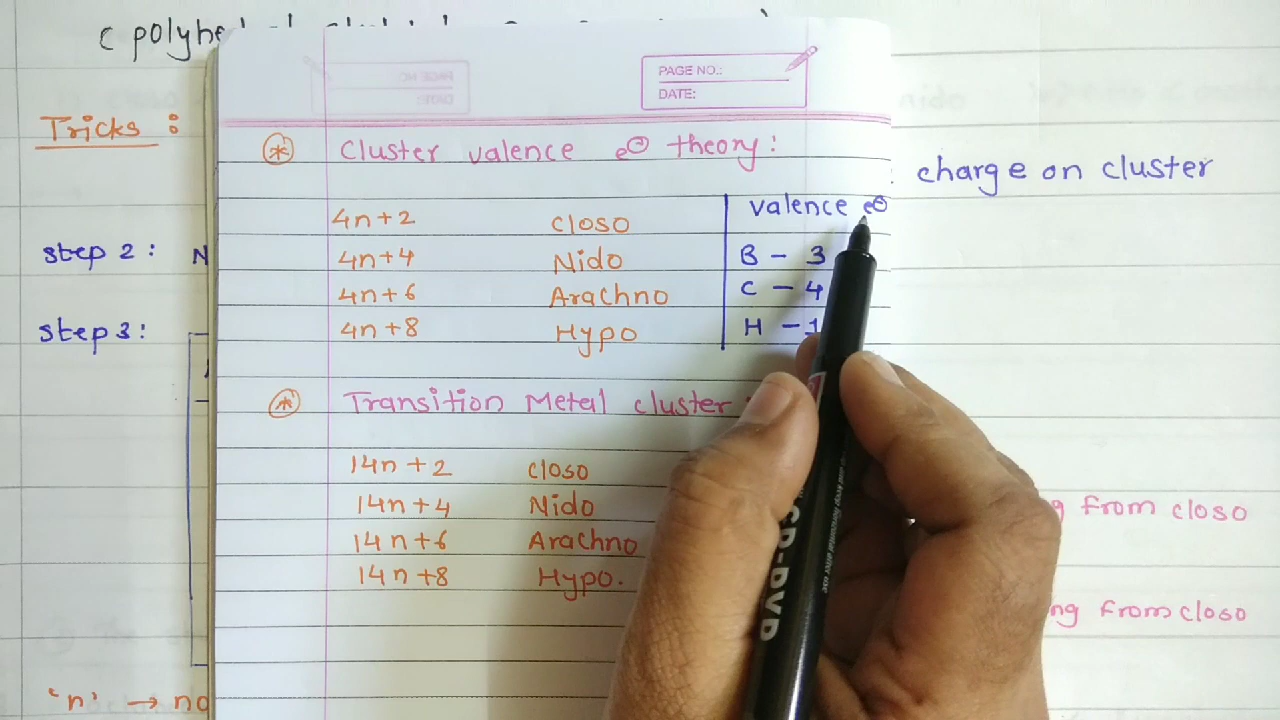 c polyhe
PAGE NO.:
DATE:
Tricks :
* Cluster valence e⊖ theory :
: charge on cluster
4n+2 Closo
valence e⊖
step 2 : N
4n+4 Nido
B – 3
4n+6 Arachno
C – 4
step 3 :
4n+8 Hypo
H – 1
* Transition Metal cluster :
14n+2 Closo
14n+4 Nido
g from closo
14n+6 Arachno
14n+8 Hypo.
ng from closo
'n' → no
CD-DVD